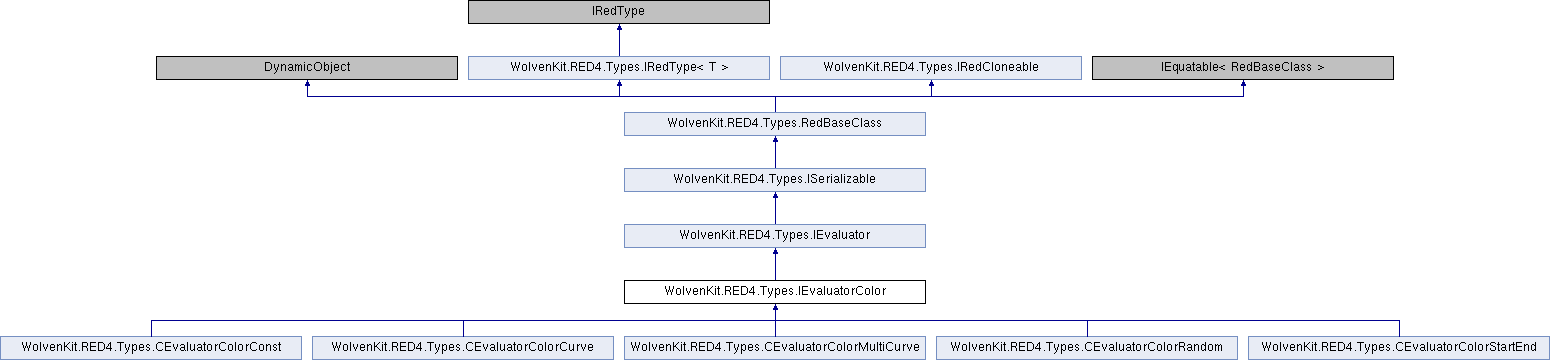 IRedType
DynamicObject
WolvenKit.RED4.Types.IRedType< T >
WolvenKit.RED4.Types.IRedCloneable
IEquatable< RedBaseClass >
WolvenKit.RED4.Types.RedBaseClass
WolvenKit.RED4.Types.ISerializable
WolvenKit.RED4.Types.IEvaluator
WolvenKit.RED4.Types.IEvaluatorColor
WolvenKit.RED4.Types.CEvaluatorColorConst
WolvenKit.RED4.Types.CEvaluatorColorCurve
WolvenKit.RED4.Types.CEvaluatorColorMultiCurve
WolvenKit.RED4.Types.CEvaluatorColorRandom
WolvenKit.RED4.Types.CEvaluatorColorStartEnd